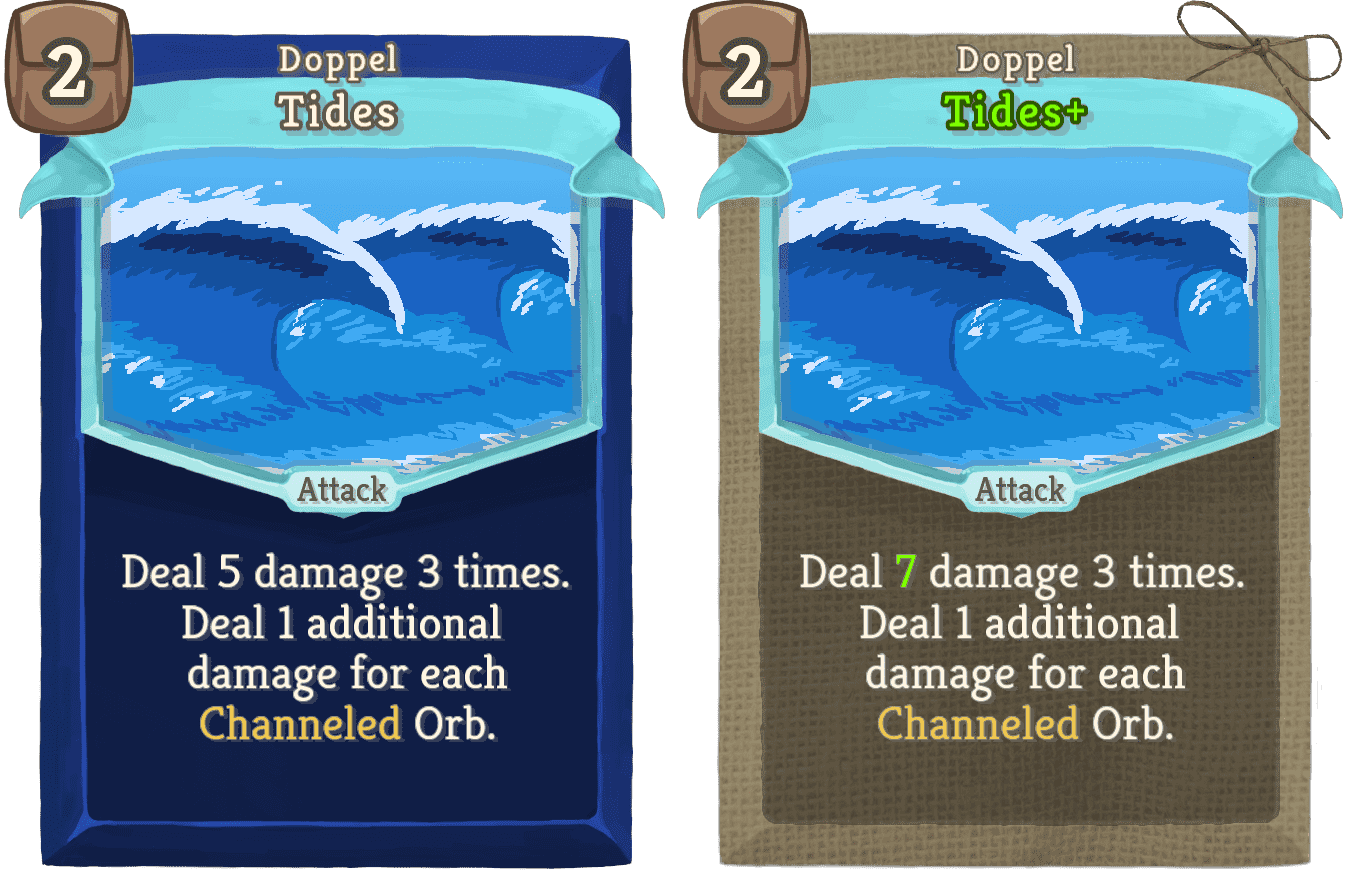 2
Doppel
Tides
Attack
Deal 5 damage 3 times.
Deal 1 additional
damage for each
Channeled Orb.
2
Doppel
Tides+
Attack
Deal 7 damage 3 times.
Deal 1 additional
damage for each
Channeled Orb.